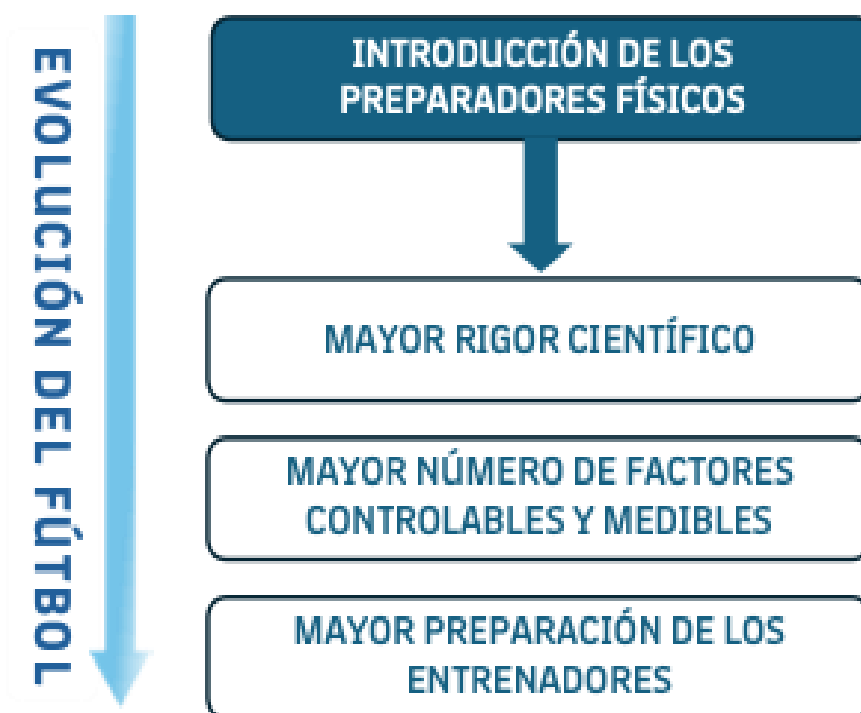 EVOLUCIÓN DEL FÚTBOL
INTRODUCCIÓN DE LOS
PREPARADORES FÍSICOS
MAYOR RIGOR CIENTÍFICO
MAYOR NÚMERO DE FACTORES
CONTROLABLES Y MEDIBLES
MAYOR PREPARACIÓN DE LOS
ENTRENADORES